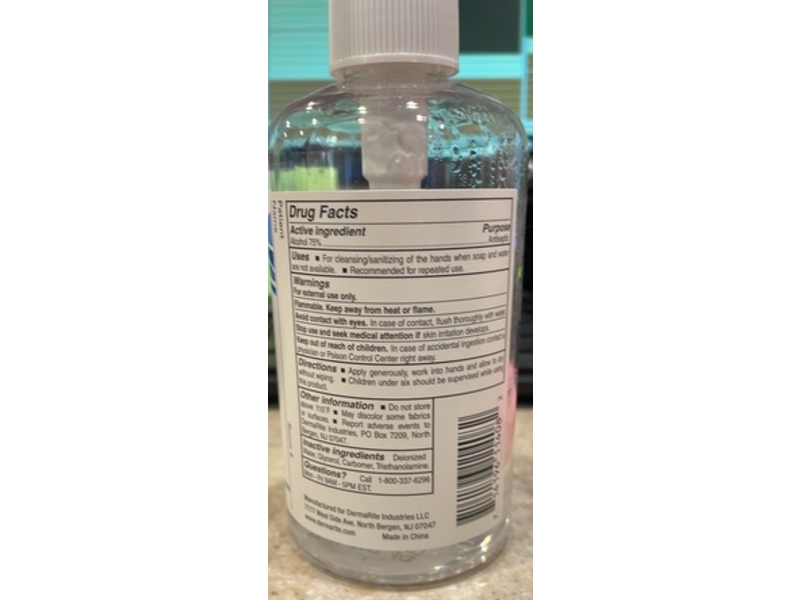 Patient
Name
Drug Facts
Active ingredient Purpose
Alcohol 75% Antiseptic
Uses ■ For cleansing/sanitizing of the hands when soap and water
are not available. ■ Recommended for repeated use.
Warnings
For external use only.
Flammable. Keep away from heat or flame.
Avoid contact with eyes. In case of contact, flush thoroughly with water.
Stop use and seek medical attention if skin irritation develops.
Keep out of reach of children. In case of accidental ingestion contact a
physician or Poison Control Center right away.
Directions ■ Apply generously, work into hands and allow to dry
without wiping. ■ Children under six should be supervised while using
this product.
Other information ■ Do not store
above 110°F ■ May discolor some fabrics
or surfaces. ■ Report adverse events to
DermaRite Industries, PO Box 7209, North
Bergen, NJ 07047.
Inactive ingredients Deionized
Water, Glycerol, Carbomer, Triethanolamine.
Questions? Call 1-800-337-6296
Mon - Fri 9AM - 5PM EST.
Manufactured for DermaRite Industries LLC
7777 West Side Ave. North Bergen, NJ 07047
www.dermarite.com Made in China